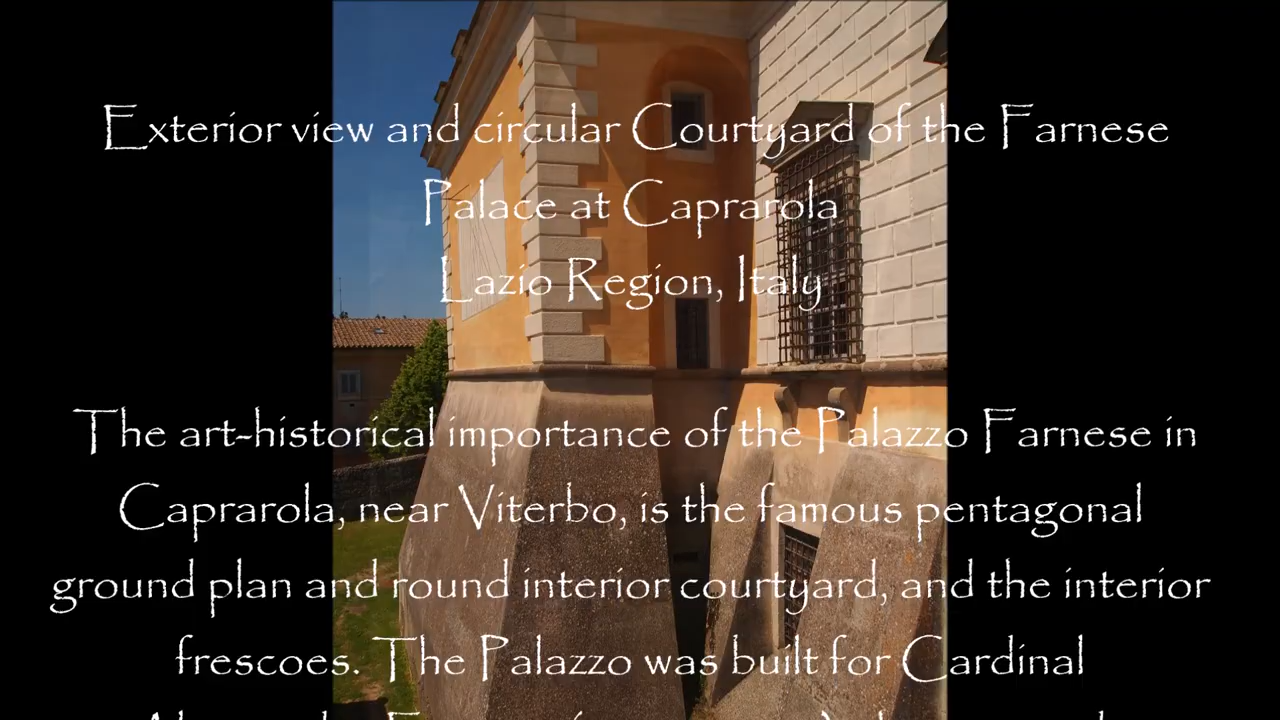 Exterior view and circular Courtyard of the Farnese
Palace at Caprarola
Lazio Region, Italy
The art-historical importance of the Palazzo Farnese in
Caprarola, near Viterbo, is the famous pentagonal
ground plan and round interior courtyard, and the interior
frescoes. The Palazzo was built for Cardinal